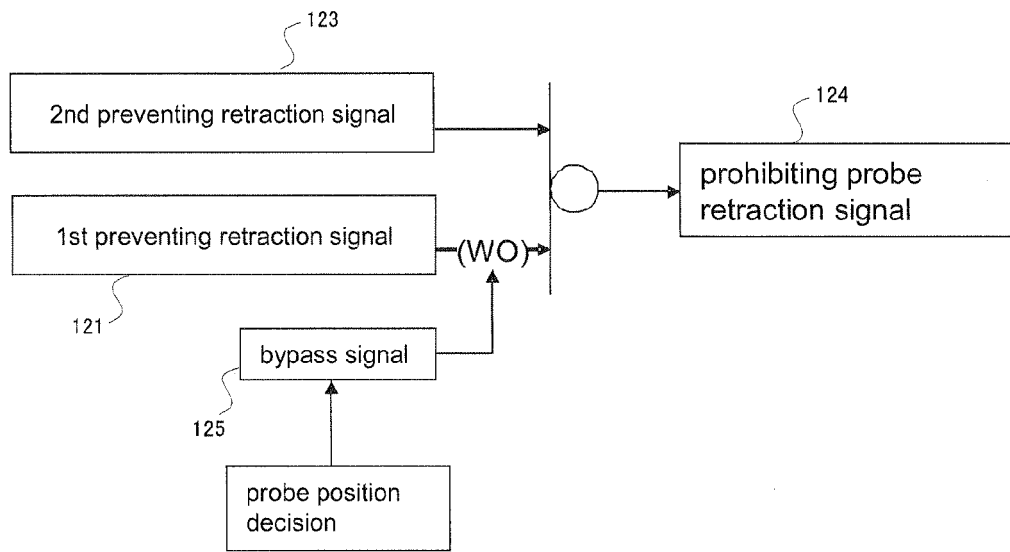 123
2nd preventing retraction signal
124
prohibiting probe
retraction signal
1st preventing retraction signal
(WO)
121
bypass signal
125
probe position
decision